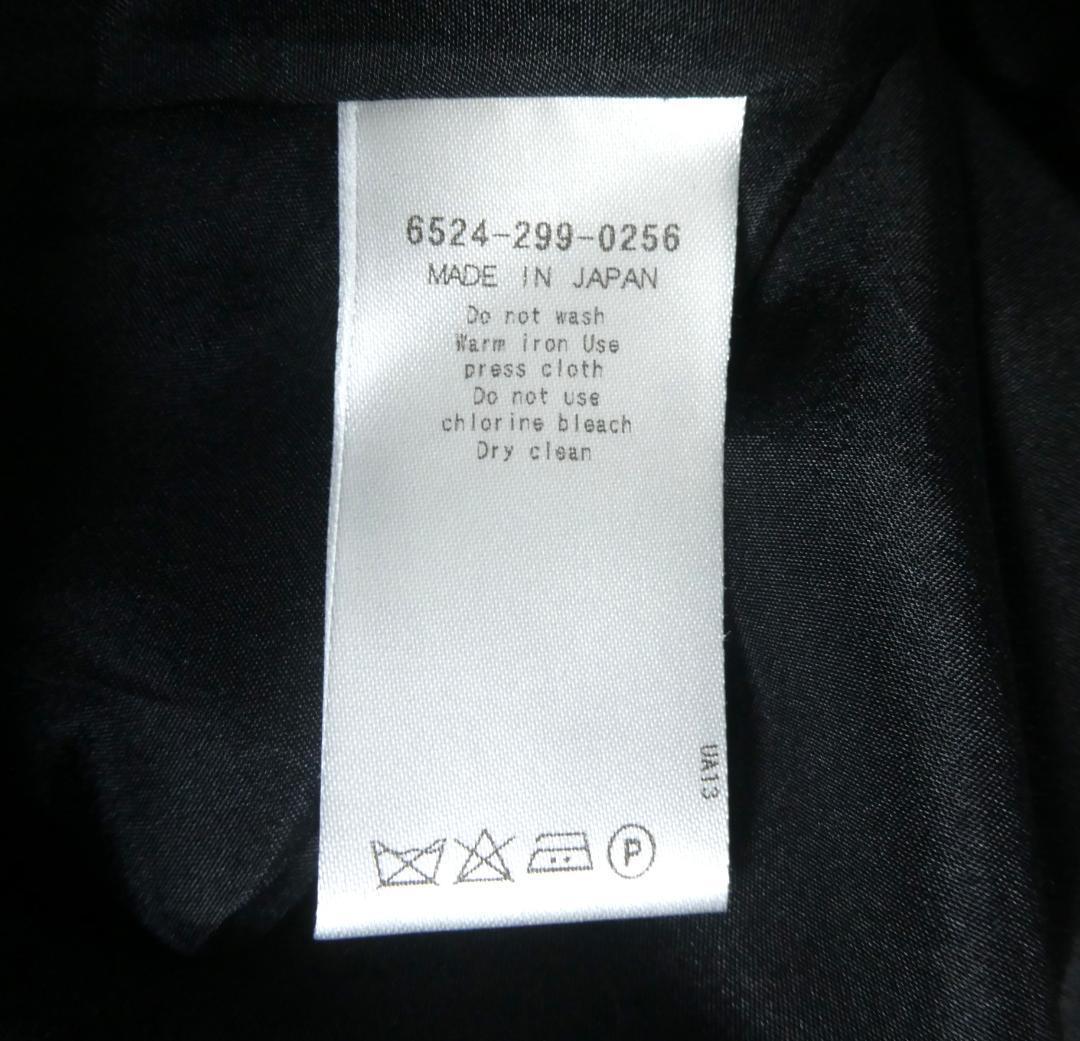 6524-299-0256
MADE IN JAPAN
Do not wash
Warm iron Use
press cloth
Do not use
chlorine bleach
Dry clean
UA13
P